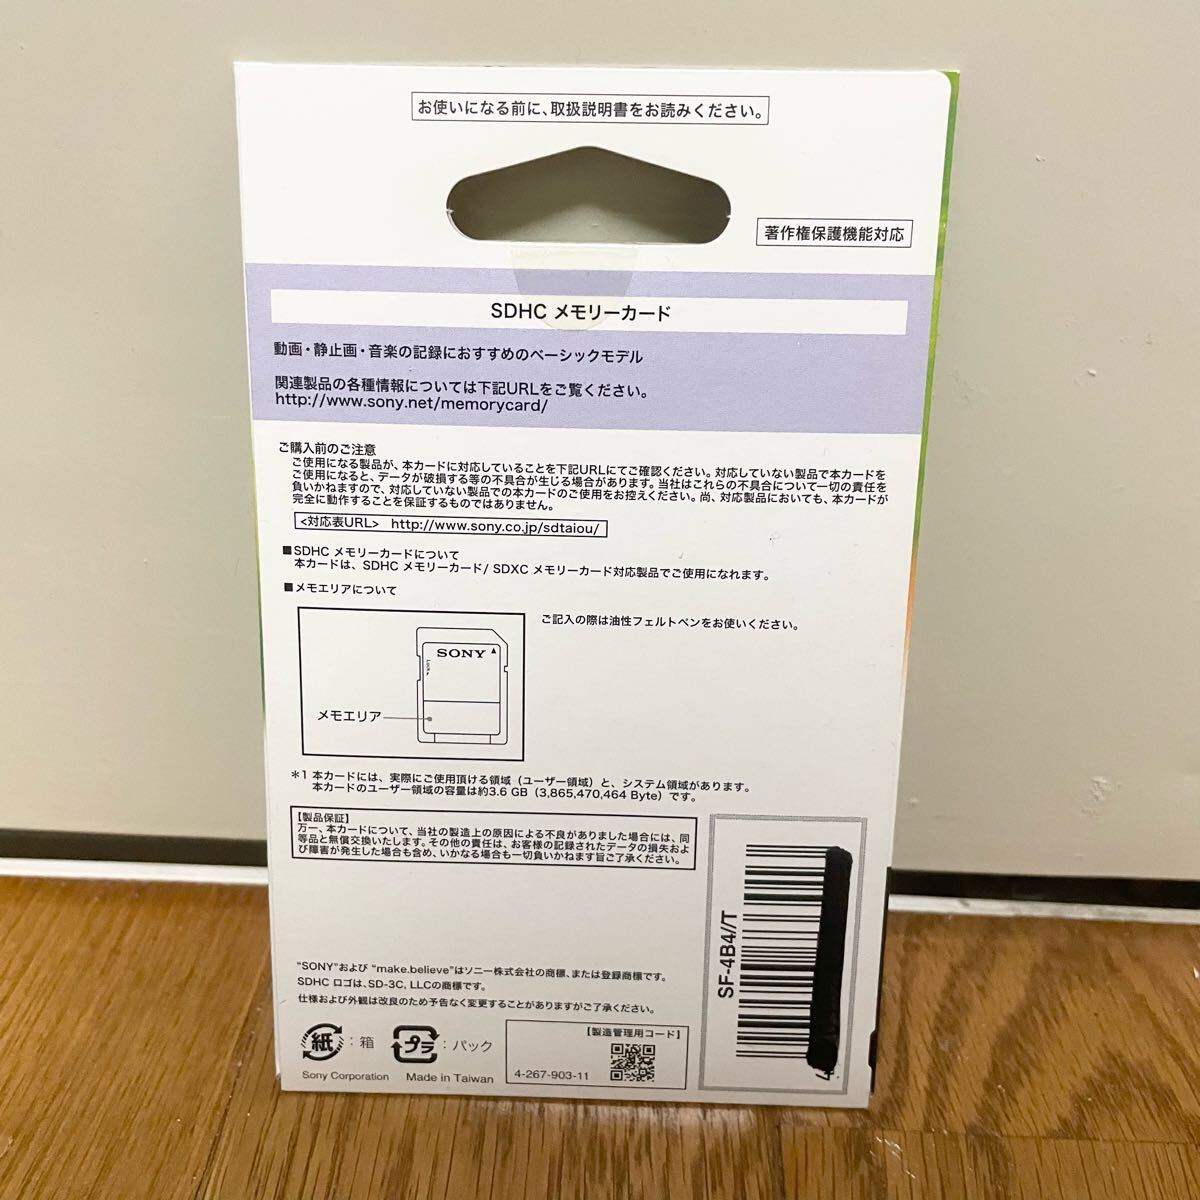 お使いになる前に、取扱説明書をお読みください。
著作権保護機能対応
SDHC メモリーカード
動画・静止画・音楽の記録におすすめのベーシックモデル
関連製品の各種情報については下記URLをご覧ください。
http://www.sony.net/memorycard/
ご購入前のご注意
ご使用になる製品が、本カードに対応していることを下記URLにてご確認ください。対応していない製品で本カードを
ご使用になると、データが破損する等の不具合が生じる場合があります。当社はこれらの不具合について一切の責任を
負いかねますので、対応していない製品での本カードのご使用をお控えください。尚、対応製品においても、本カードが
完全に動作することを保証するものではありません。
<対応表URL> http://www.sony.co.jp/sdtaiou/
■SDHC メモリーカードについて
本カードは、SDHC メモリーカード/ SDXC メモリーカード対応製品でご使用になれます。
■メモエリアについて
ご記入の際は油性フェルトペンをお使いください。
SONY
Lock
メモエリア
*1 本カードには、実際にご使用頂ける領域（ユーザー領域）と、システム領域があります。
本カードのユーザー領域の容量は約3.6 GB（3,865,470,464 Byte）です。
【製品保証】
万一、本カードについて、当社の製造上の原因による不良がありました場合には、同
等品と無償交換いたします。その他の責任は、お客様の記録されたデータの損失およ
び障害が発生した場合も含め、いかなる場合も一切負いかねます旨ご了承ください。
SF-4B4//T
4
"SONY"および "make.believe"はソニー株式会社の商標、または登録商標です。
SDHC ロゴは、SD-3C, LLCの商標です。
仕様および外観は改良のため予告なく変更することがありますがご了承ください。
紙：箱
プラ：パック
【製造管理用コード】
4-267-903-11
Sony Corporation Made in Taiwan